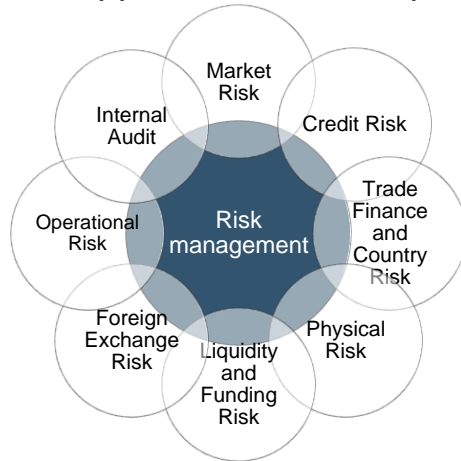 Market
Risk
Credit Risk
Trade
Finance
and
Country
Risk
Physical
Risk
Liquidity
and
Funding
Risk
Foreign
Exchange
Risk
Operational
Risk
Internal
Audit
Risk
management